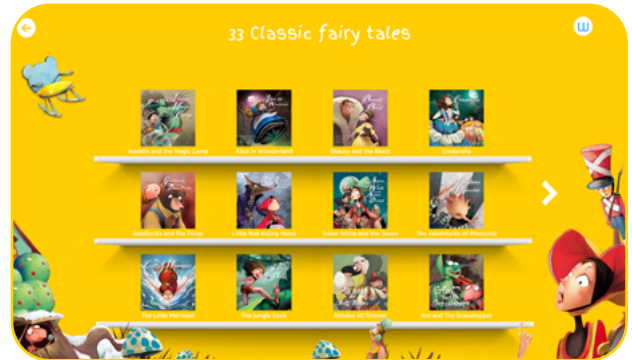 33 Classic fairy tales
W
Aladdin and the Magic Lamp
Alice in Wonderland
Beauty and the Beast
Cinderella
Goldilocks and the Three
Little Red Riding Hood
Snow White and the Seven
The Adventures of Pinocchio
The Little Mermaid
The jungle book
Alibaba ad Thieves
Ant and The Grasshopper